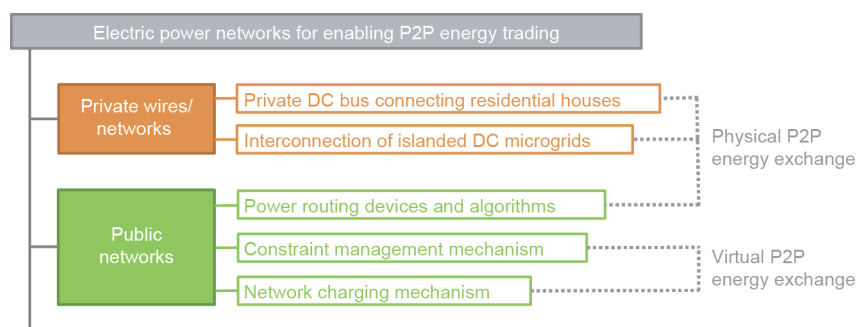 Electric power networks for enabling P2P energy trading
Private wires/
networks
Private DC bus connecting residential houses
Interconnection of islanded DC microgrids
Physical P2P
energy exchange
Public
networks
Power routing devices and algorithms
Constraint management mechanism
Network charging mechanism
Virtual P2P
energy exchange